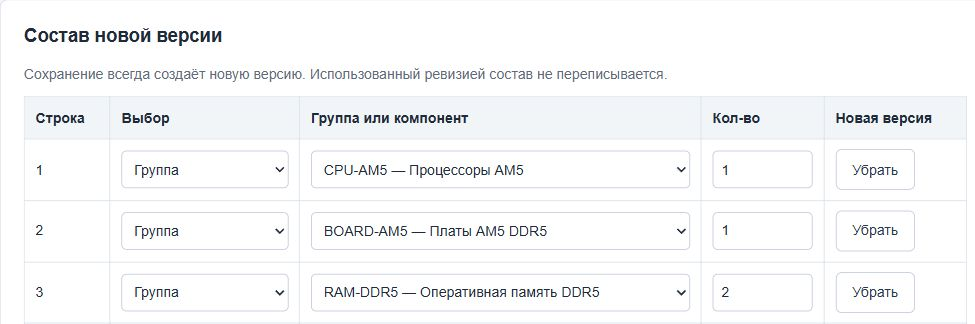 Состав новой версии
Сохранение всегда создаёт новую версию. Использованный ревизией состав не переписывается.
Строка Выбор Группа или компонент Кол-во Новая версия
1 Группа CPU-AM5 — Процессоры AM5 1 Убрать
2 Группа BOARD-AM5 — Платы AM5 DDR5 1 Убрать
3 Группа RAM-DDR5 — Оперативная память DDR5 2 Убрать